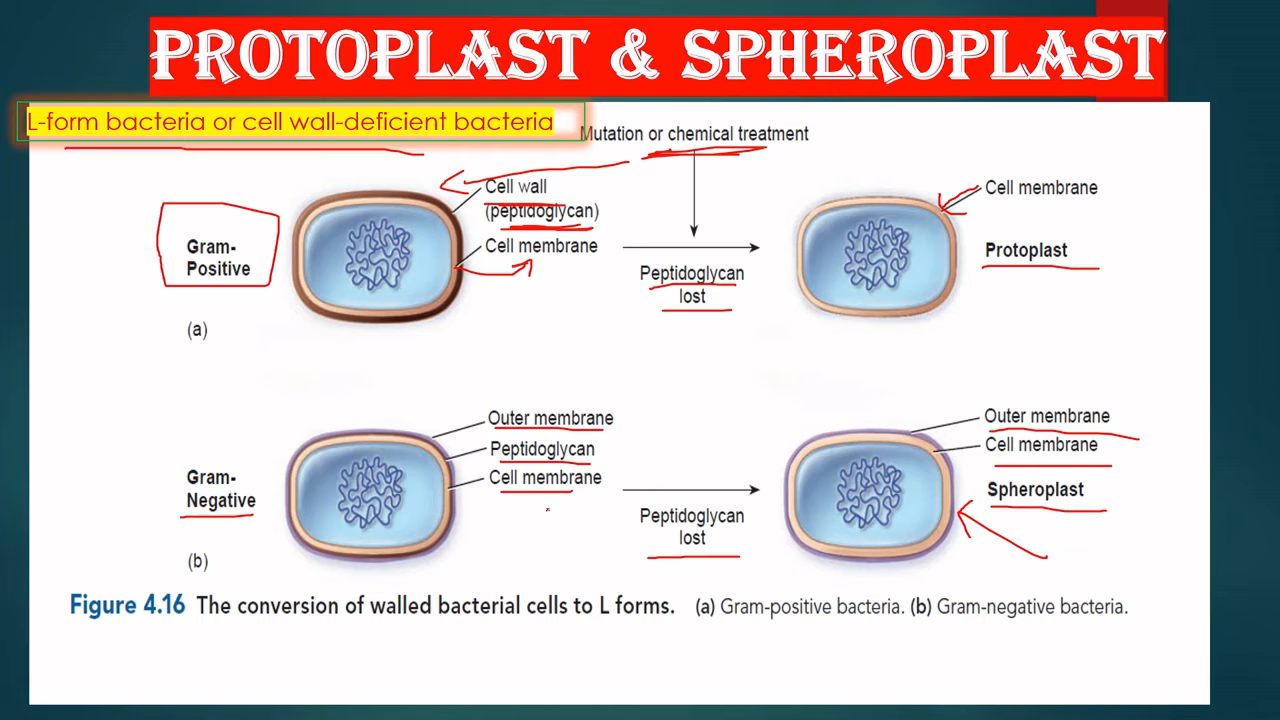 PROTOPLAST & SPHEROPLAST
L-form bacteria or cell wall-deficient bacteria
Mutation or chemical treatment
Cell wall
(peptidoglycan)
Cell membrane
Gram-
Positive
(a)
Peptidoglycan
lost
Cell membrane
Protoplast
Outer membrane
Peptidoglycan
Cell membrane
Gram-
Negative
(b)
Peptidoglycan
lost
Outer membrane
Cell membrane
Spheroplast
Figure 4.16 The conversion of walled bacterial cells to L forms. (a) Gram-positive bacteria. (b) Gram-negative bacteria.